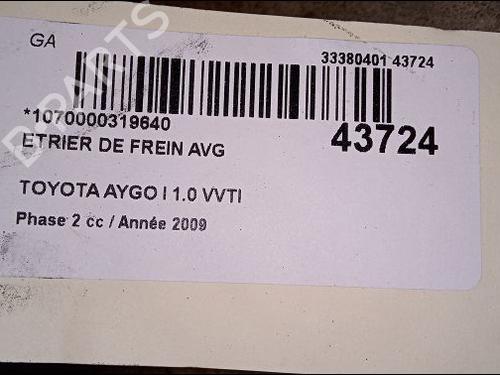 GA
33380401 43724
*1070000319640
43724
ETRIER DE FREIN AVG
TOYOTA AYGO I 1.0 VVTI
Phase 2 cc / Année 2009
B-PARTS